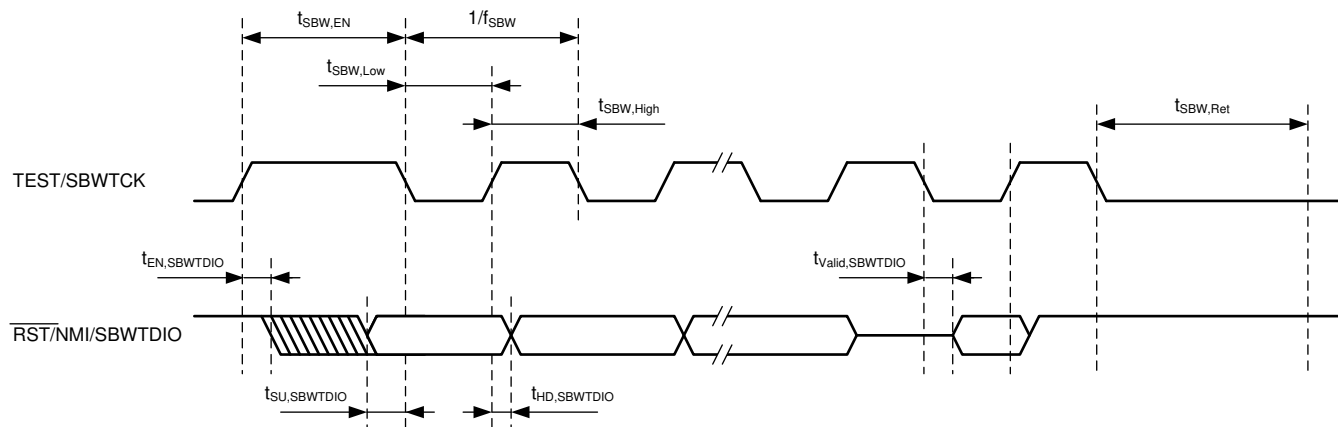 tSBW,EN
1/fSBW
tSBW,Low
tSBW,High
tSBW,Ret
TEST/SBWTCK
tEN,SBWTDIO
tValid,SBWTDIO
RST/NMI/SBWTDIO
tSU,SBWTDIO
tHD,SBWTDIO